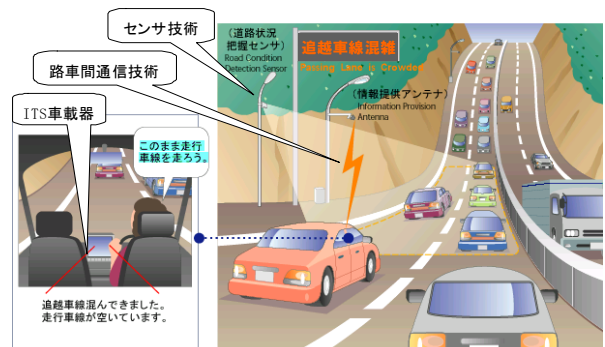 センサ技術
路車間通信技術
ITS車載器
(道路状況
把握センサ)
Road Condition
Detection Sensor
追越車線混雑
Passing Lane is Crowded
(情報提供アンテナ)
Information Provision
Antenna
このまま走行
車線を走ろう。
追越車線混んできました。
走行車線が空いています。